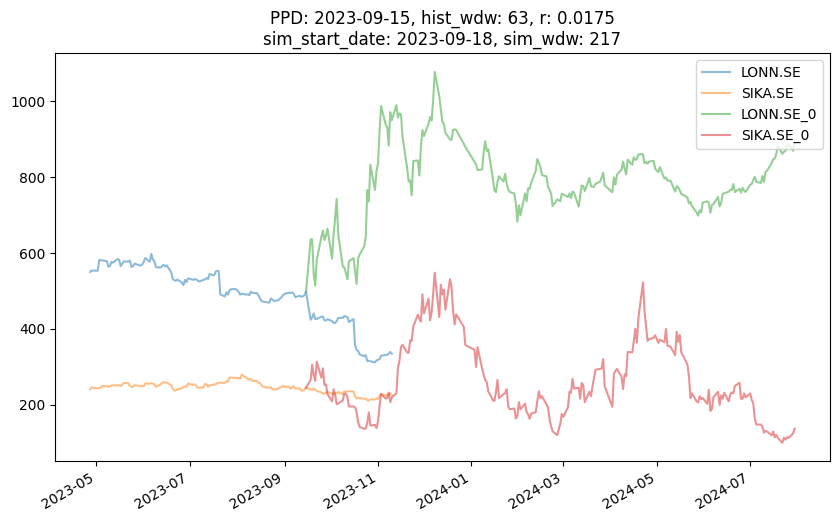 PPD: 2023-09-15, hist_wdw: 63, r: 0.0175
sim_start_date: 2023-09-18, sim_wdw: 217
LONN.SE
SIKA.SE
LONN.SE_0
SIKA.SE_0
1000
800
600
400
200
2023-05
2023-07
2023-09
2023-11
2024-01
2024-03
2024-05
2024-07